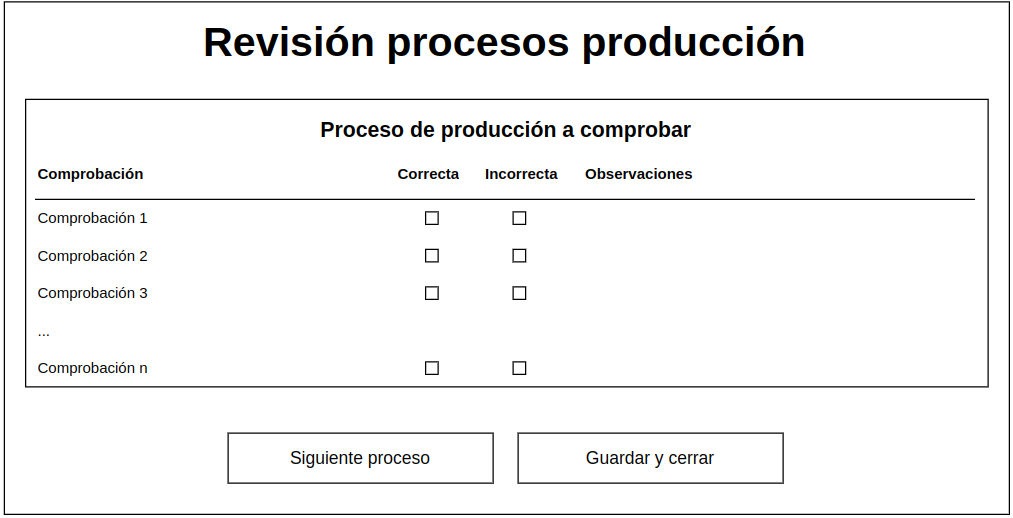 Revisión procesos producción
Proceso de producción a comprobar
Comprobación Correcta Incorrecta Observaciones
Comprobación 1
Comprobación 2
Comprobación 3
...
Comprobación n
Siguiente proceso Guardar y cerrar